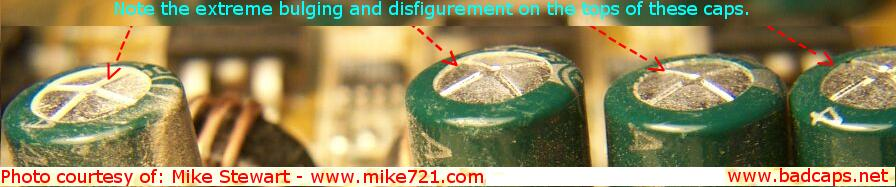 Note the extreme bulging and disfigurement on the tops of these caps.
Photo courtesy of: Mike Stewart - www.mike721.com
www.badcaps.net